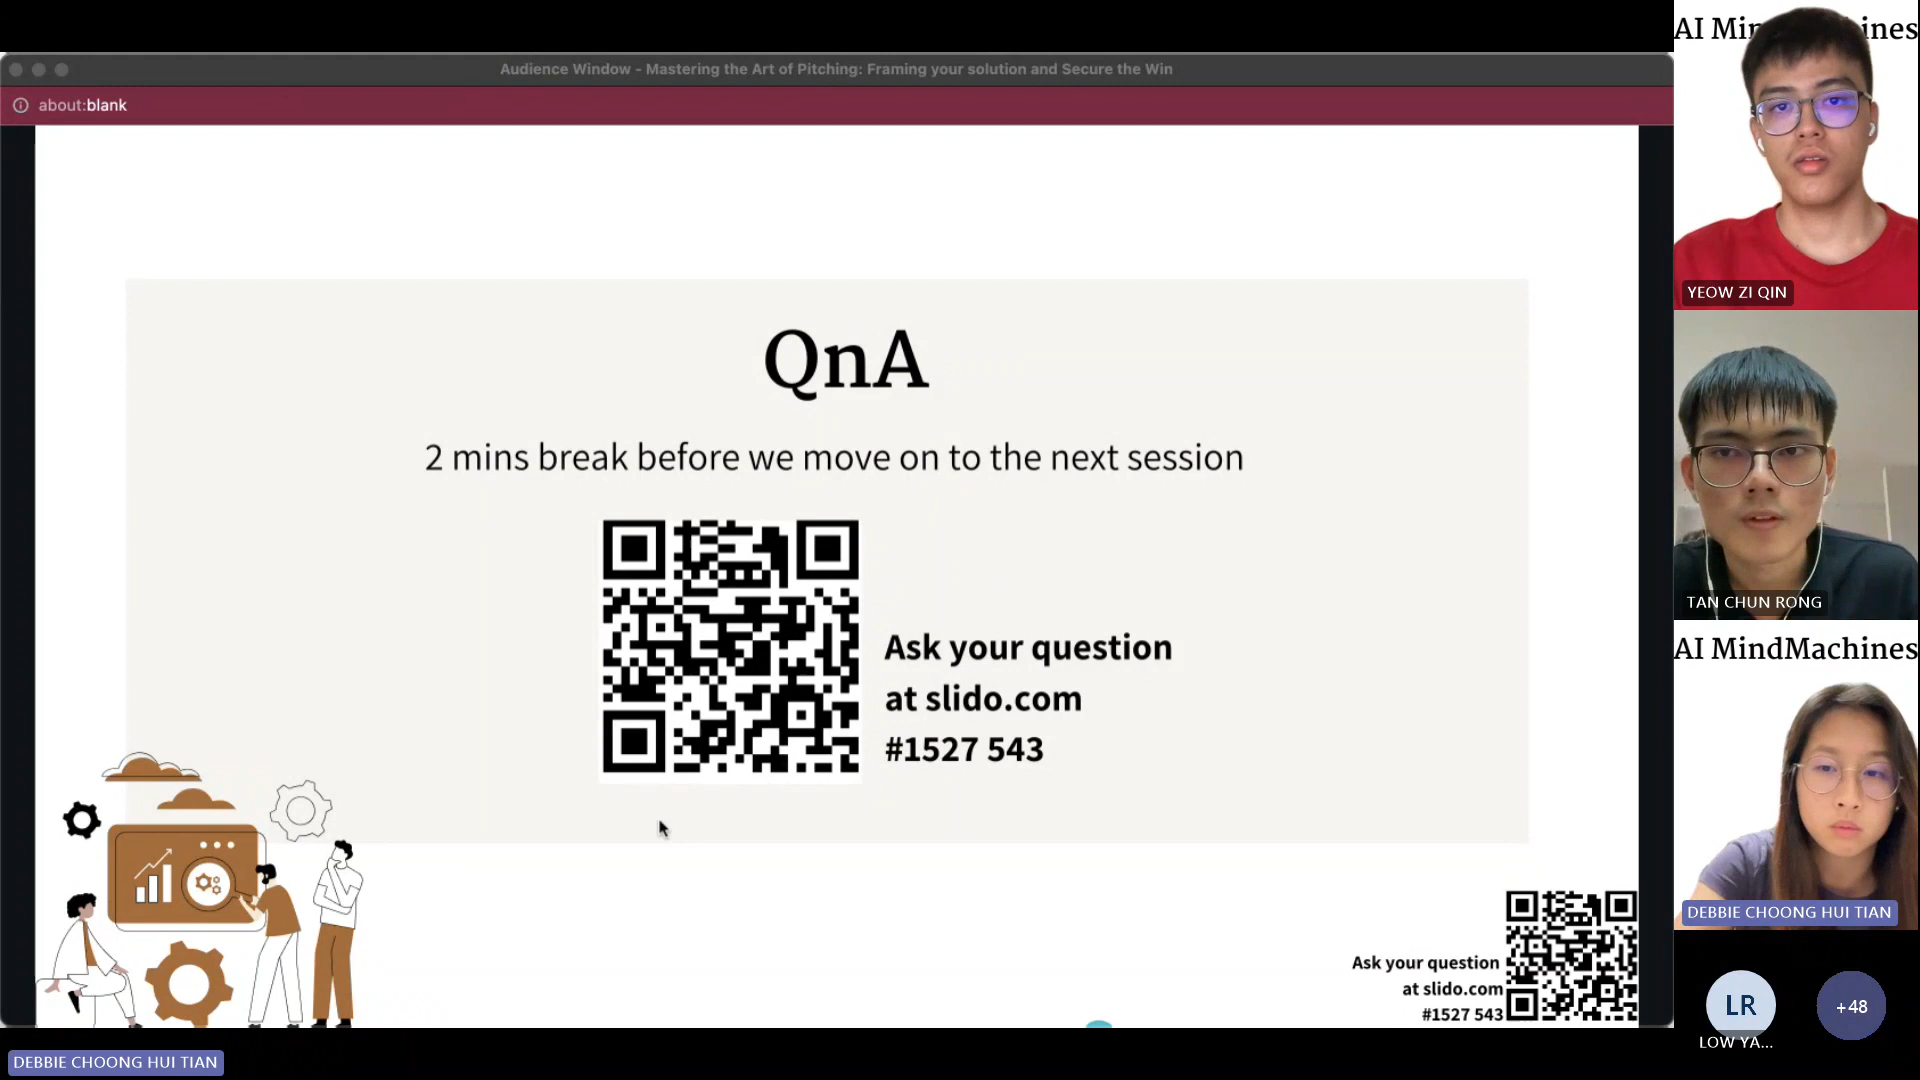 Audience Window - Mastering the Art of Pitching: Framing your solution and Secure the Win
about:blank
QnA
2 mins break before we move on to the next session
Ask your question
at slido.com
#1527 543
Ask your question
at slido.com
#1527 543
DEBBIE CHOONG HUI TIAN
YEOW ZI QIN
TAN CHUN RONG
AI MindMachines
DEBBIE CHOONG HUI TIAN
LR
LOW YA...
+48